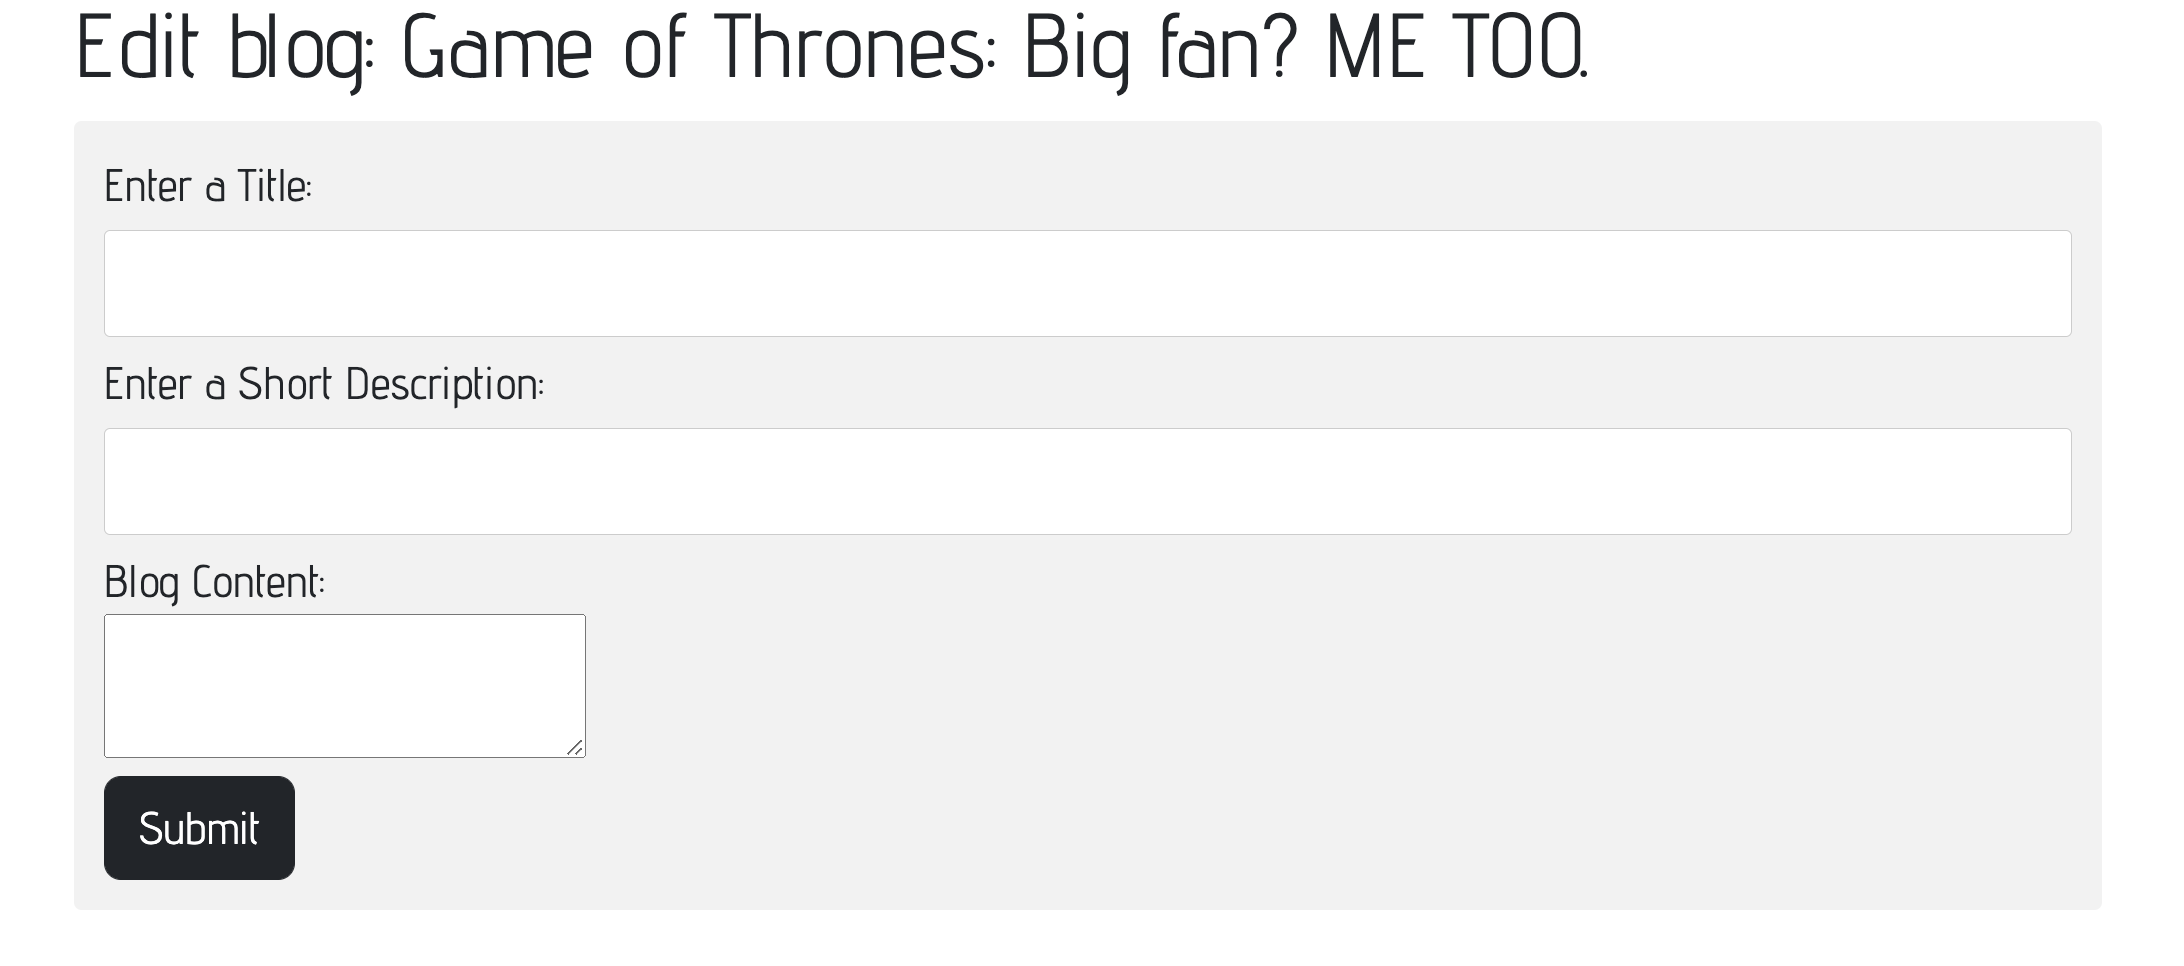 Edit blog: Game of Thrones: Big fan? ME TOO.
Enter a Title:
Enter a Short Description:
Blog Content:
Submit